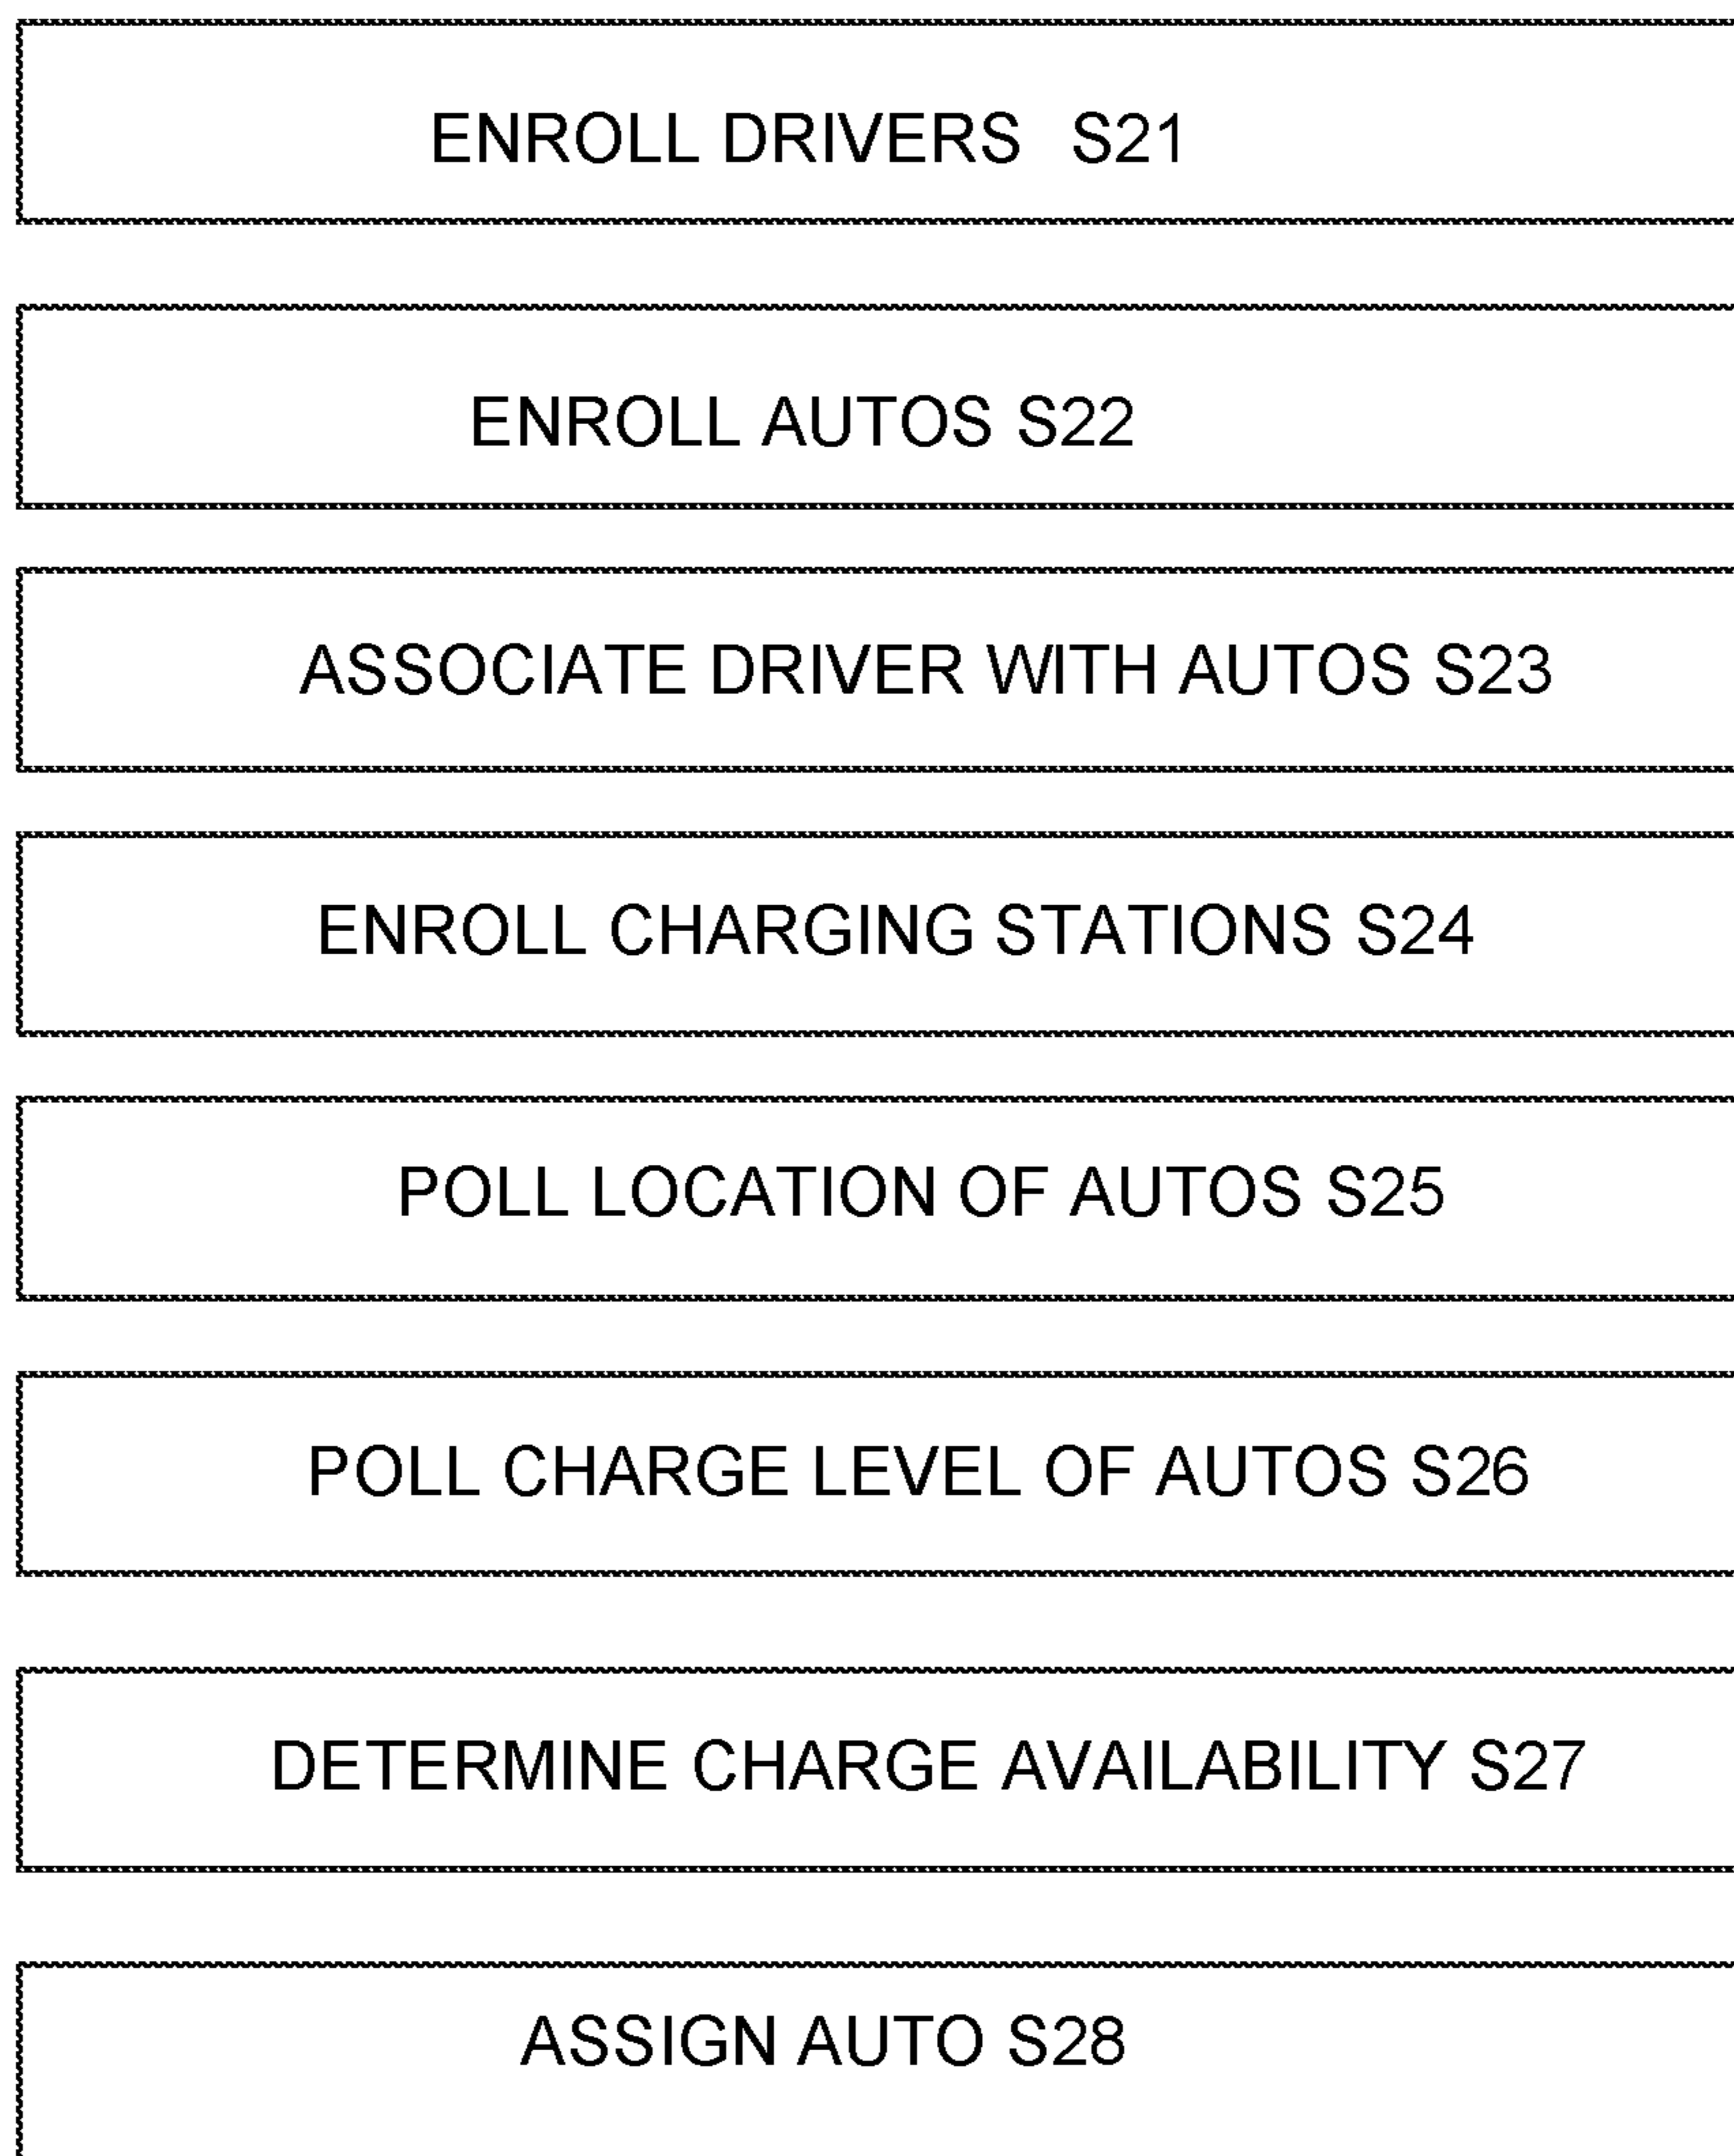 ENROLL DRIVERS S21
ENROLL AUTOS S22
ASSOCIATE DRIVER WITH AUTOS S23
ENROLL CHARGING STATIONS S24
POLL LOCATION OF AUTOS S25
POLL CHARGE LEVEL OF AUTOS S26
DETERMINE CHARGE AVAILABILITY S27
ASSIGN AUTO S28